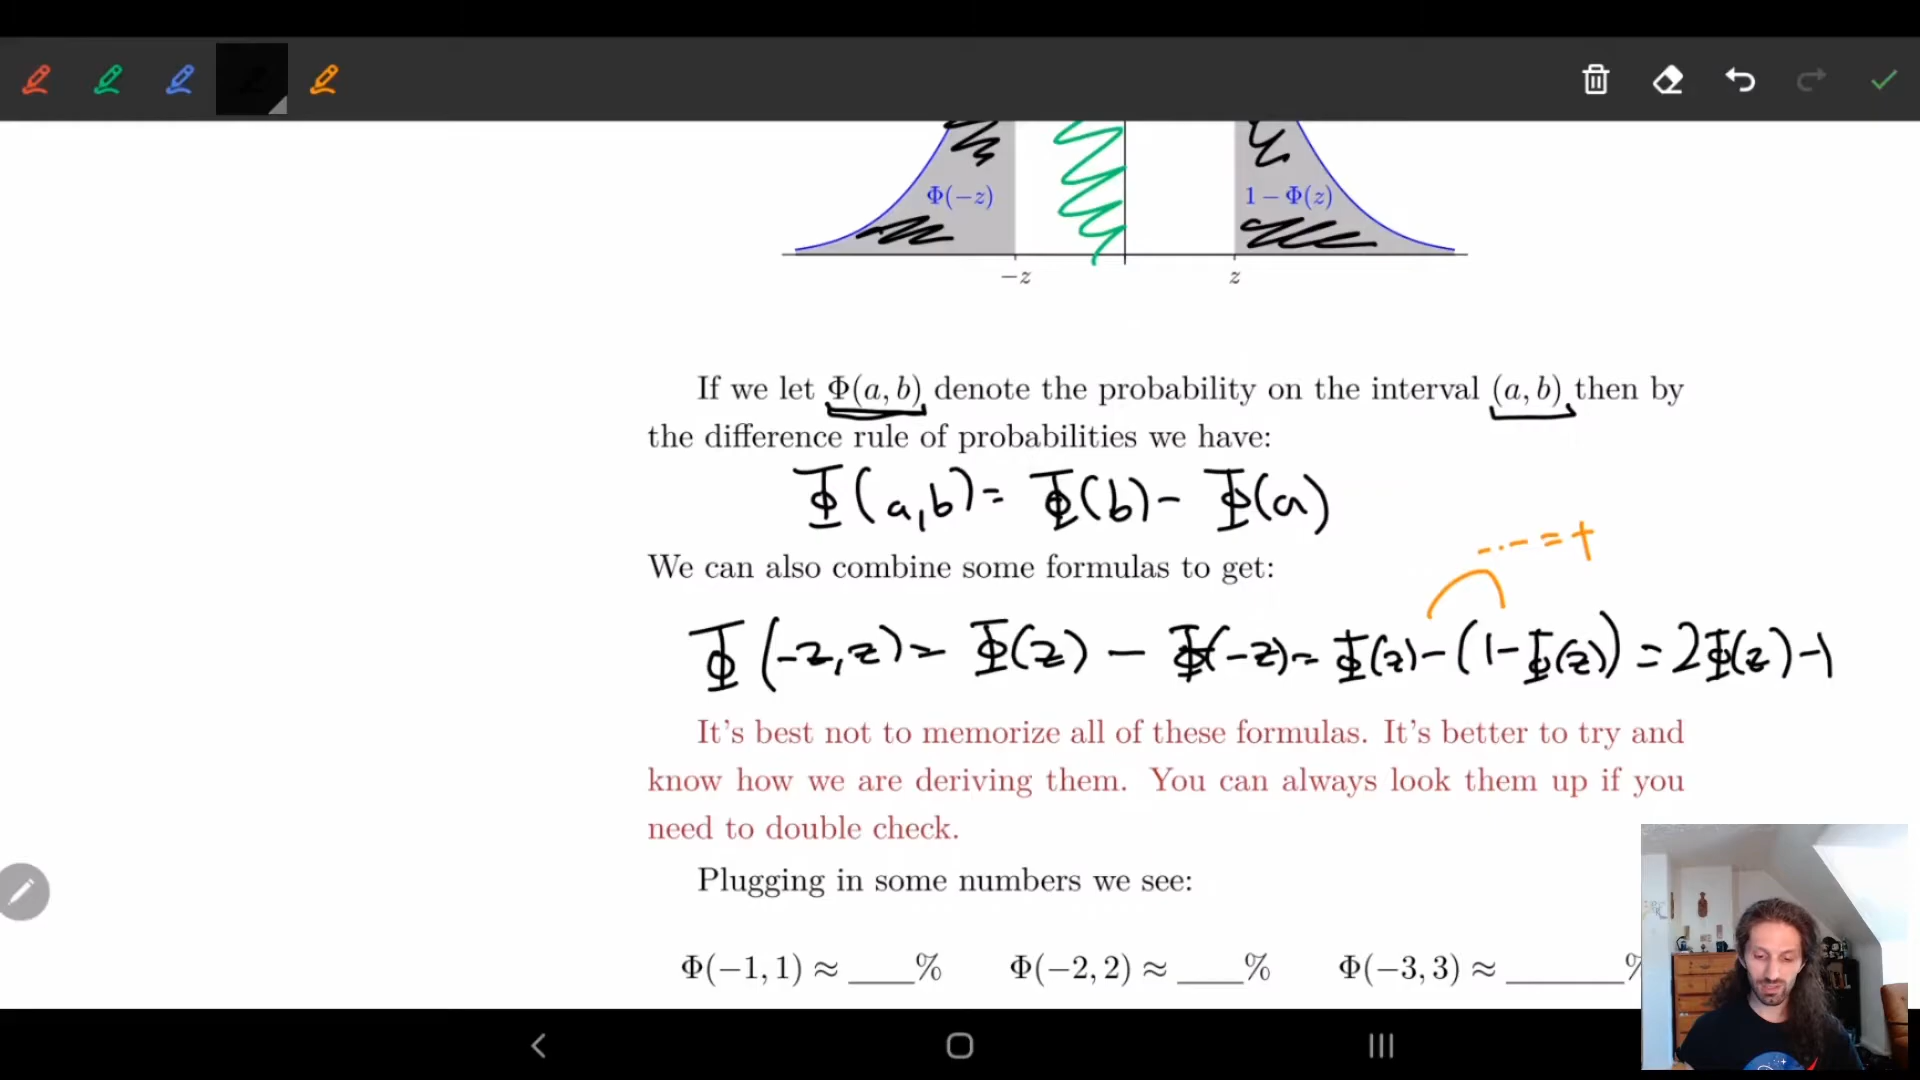 Φ(−z)
1 − Φ(z)
−z
z
If we let Φ(a, b) denote the probability on the interval (a, b) then by
the difference rule of probabilities we have:
Φ(a,b) = Φ(b) - Φ(a)
We can also combine some formulas to get:
- · - = +
Φ(-z,z) = Φ(z) - Φ(-z) = Φ(z) - (1-Φ(z)) = 2Φ(z)-1
It's best not to memorize all of these formulas. It's better to try and
know how we are deriving them. You can always look them up if you
need to double check.
Plugging in some numbers we see:
Φ(−1, 1) ≈ ____% Φ(−2, 2) ≈ ____% Φ(−3, 3) ≈ _______%